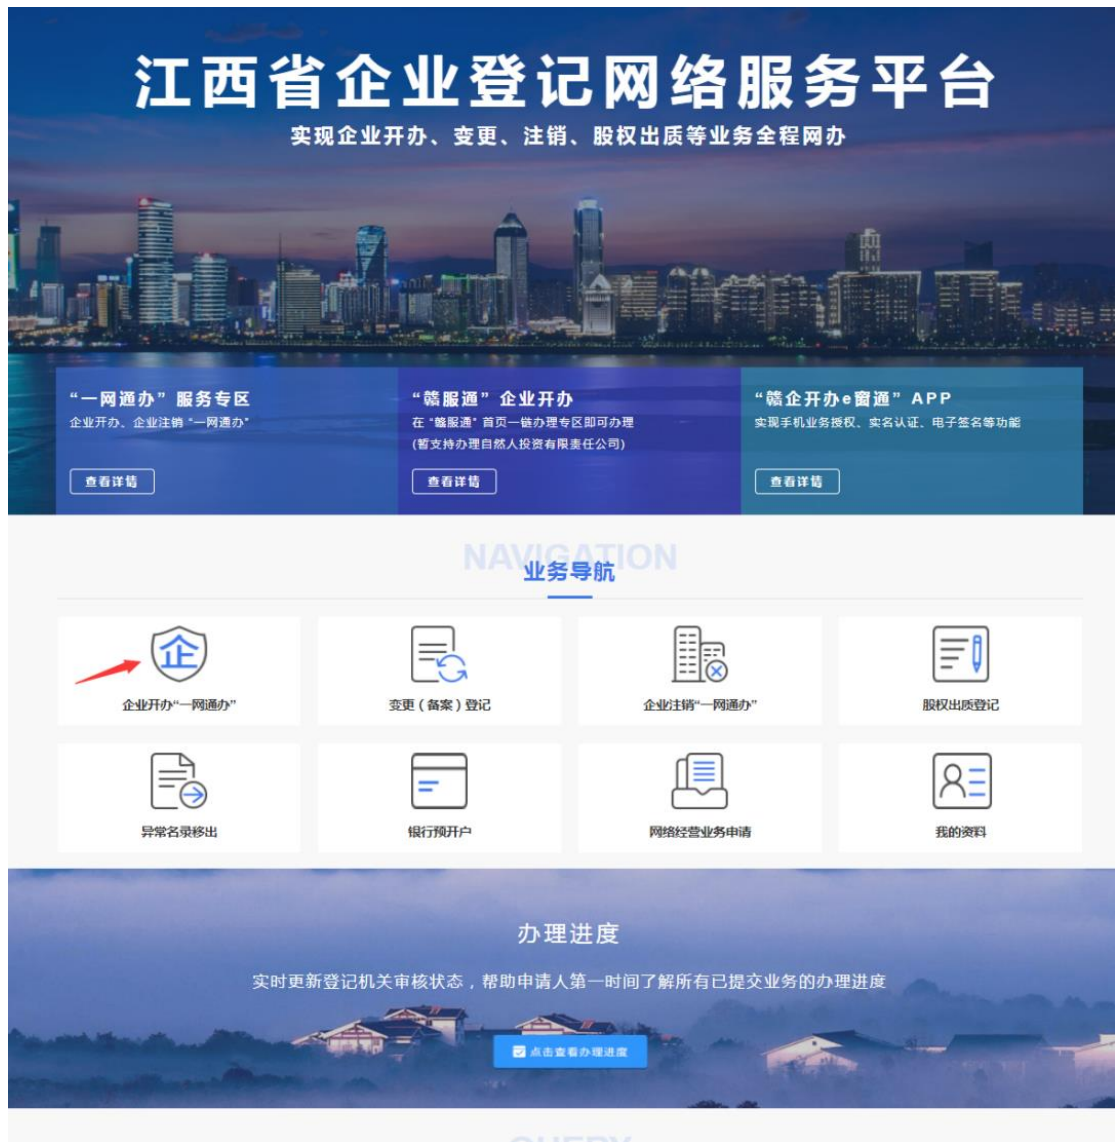 江西省企业登记网络服务平台
实现企业开办、变更、注销、股权出质等业务全程网办
“一网通办”服务专区
企业开办、企业注销“一网通办”
查看详情
“赣服通”企业开办
在“赣服通”首页一链办理专区即可办理
(暂支持办理自然人投资有限责任公司)
查看详情
“赣企开办e窗通”APP
实现手机业务授权、实名认证、电子签名等功能
查看详情
NAVIGATION
业务导航
企
企业开办“一网通办”
变更（备案）登记
企业注销“一网通办”
股权出质登记
异常名录移出
银行预开户
网络经营业务申请
我的资料
办理进度
实时更新登记机关审核状态，帮助申请人第一时间了解所有已提交业务的办理进度
点击查看办理进度
QUERY